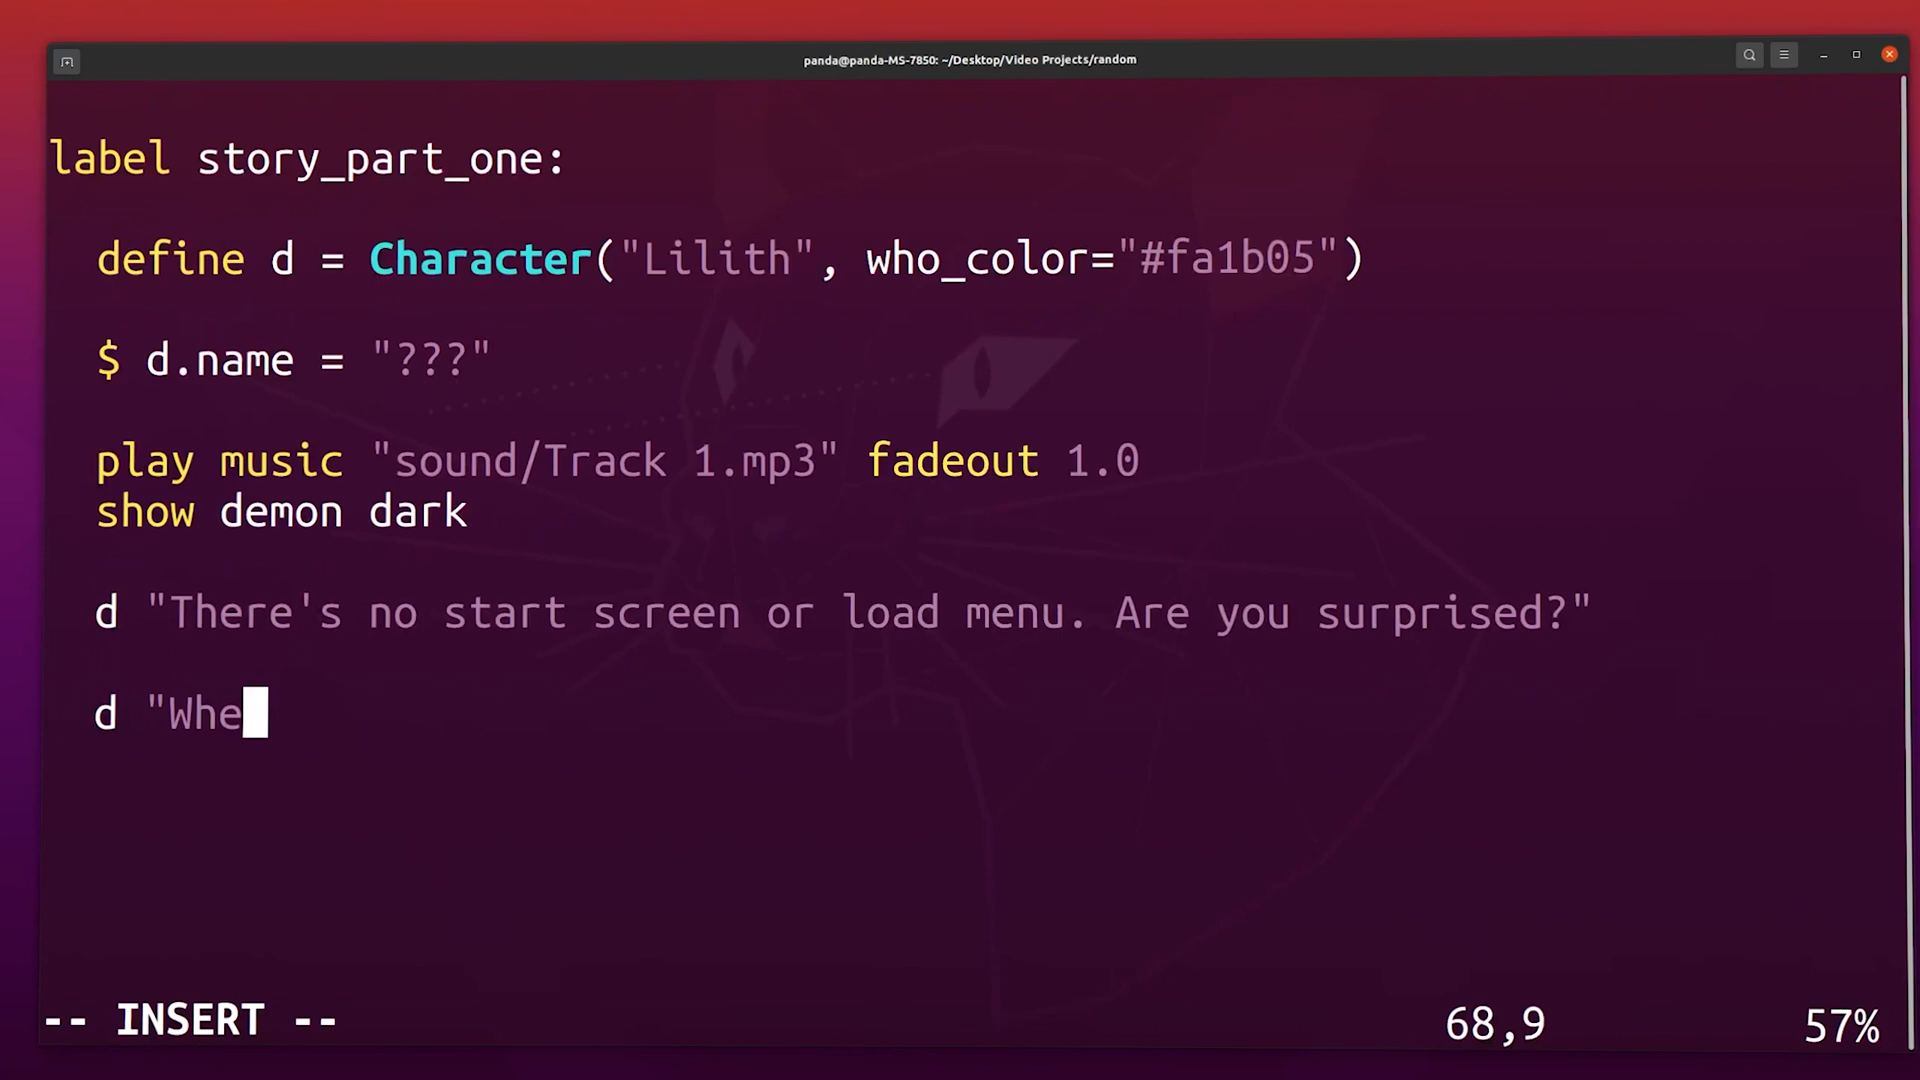 panda@panda-MS-7850: ~/Desktop/Video Projects/random
label story_part_one:
define d = Character("Lilith", who_color="#fa1b05")
$ d.name = "???"
play music "sound/Track 1.mp3" fadeout 1.0
show demon dark
d "There's no start screen or load menu. Are you surprised?"
d "Whe
-- INSERT -- 68,9 57%